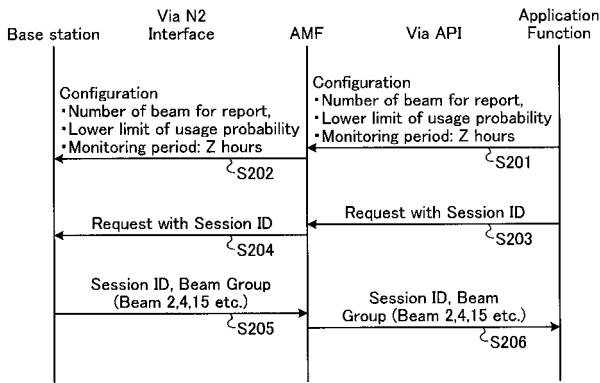 Base station
Via N2
Interface
AMF
Via API
Application
Function
Configuration
・Number of beam for report,
・Lower limit of usage probability
・Monitoring period: Z hours
S202
Configuration
・Number of beam for report,
・Lower limit of usage probability
・Monitoring period: Z hours
S201
Request with Session ID
S204
Request with Session ID
S203
Session ID, Beam Group
(Beam 2,4,15 etc.)
S205
Session ID, Beam
Group (Beam 2,4,15 etc.)
S206